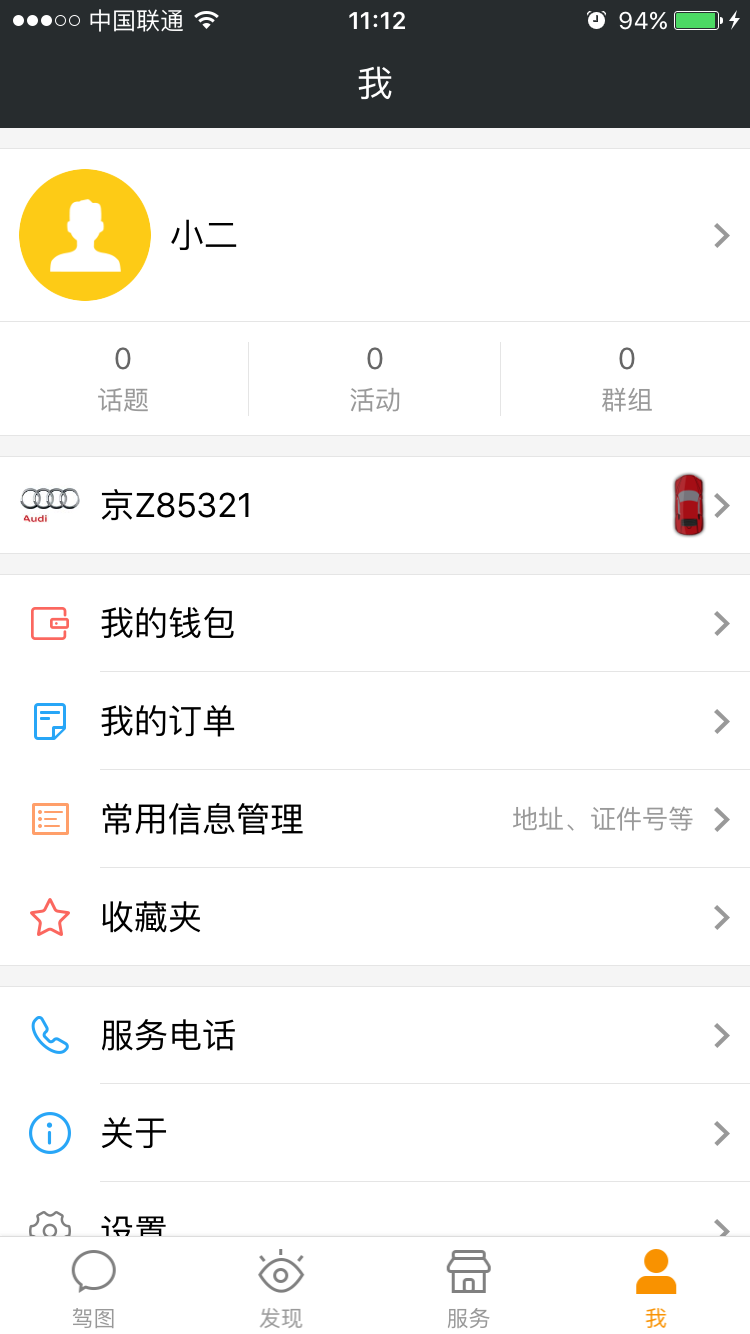 中国联通 11:12 94%
我
小二
0 0 0
话题 活动 群组
Audi 京Z85321
我的钱包
我的订单
常用信息管理 地址、证件号等
收藏夹
服务电话
关于
设置
驾图 发现 服务 我